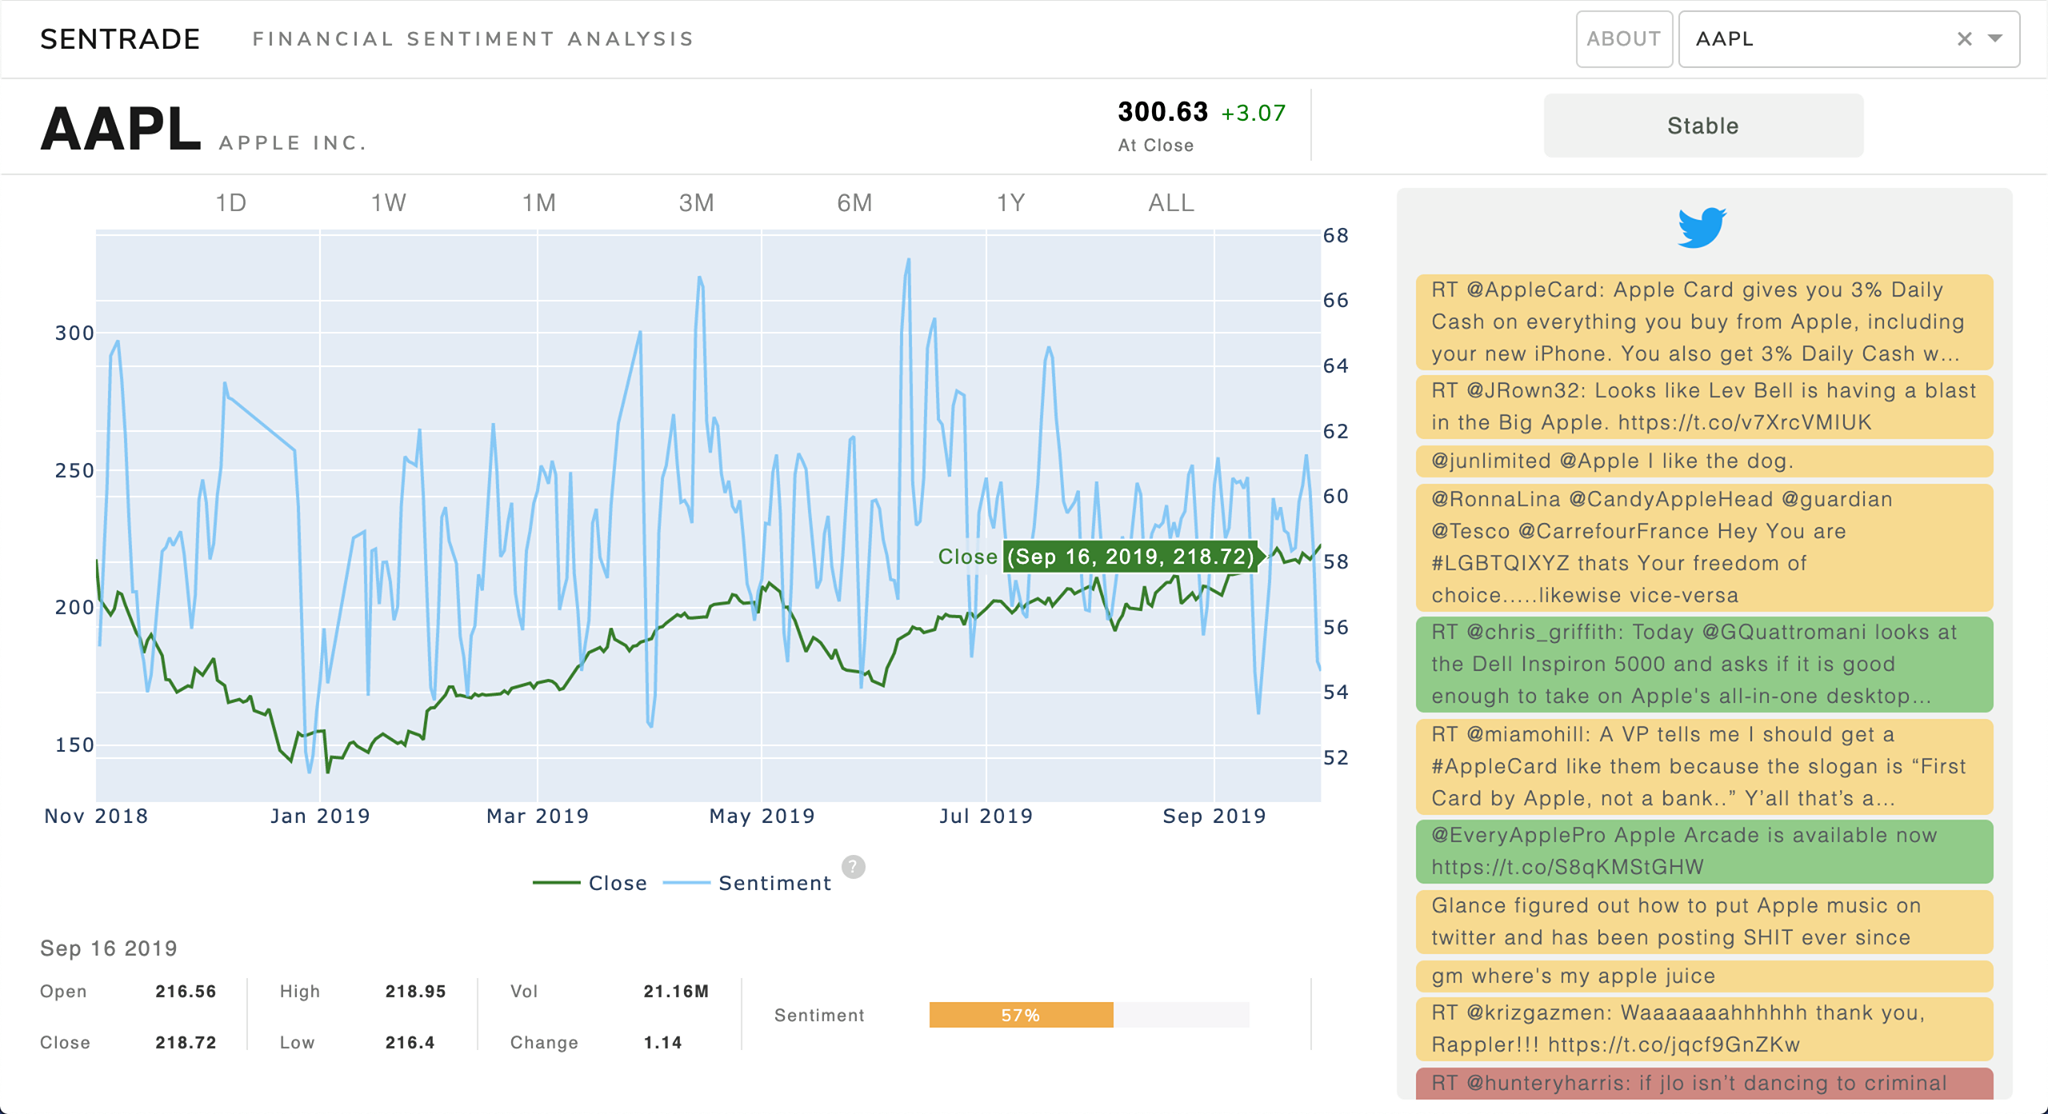 SENTRADE FINANCIAL SENTIMENT ANALYSIS ABOUT AAPL
AAPL APPLE INC.
300.63 +3.07
At Close
Stable
1D 1W 1M 3M 6M 1Y ALL
300
250
200
150
68
66
64
62
60
58
56
54
52
Close (Sep 16, 2019, 218.72)
Nov 2018 Jan 2019 Mar 2019 May 2019 Jul 2019 Sep 2019
Close Sentiment ?
Sep 16 2019
Open 216.56 High 218.95 Vol 21.16M
Close 218.72 Low 216.4 Change 1.14
Sentiment 57%
RT @AppleCard: Apple Card gives you 3% Daily
Cash on everything you buy from Apple, including
your new iPhone. You also get 3% Daily Cash w...
RT @JRown32: Looks like Lev Bell is having a blast
in the Big Apple. https://t.co/v7XrcVMIUK
@junlimited @Apple I like the dog.
@RonnaLina @CandyAppleHead @guardian
@Tesco @CarrefourFrance Hey You are
#LGBTQIXYZ thats Your freedom of
choice.....likewise vice-versa
RT @chris_griffith: Today @GQuattromani looks at
the Dell Inspiron 5000 and asks if it is good
enough to take on Apple's all-in-one desktop...
RT @miamohill: A VP tells me I should get a
#AppleCard like them because the slogan is “First
Card by Apple, not a bank..” Y’all that’s a...
@EveryApplePro Apple Arcade is available now
https://t.co/S8qKMStGHW
Glance figured out how to put Apple music on
twitter and has been posting SHIT ever since
gm where's my apple juice
RT @krizgazmen: Waaaaaaahhhhhh thank you,
Rappler!!! https://t.co/jqcf9GnZKw
RT @hunteryharris: if jlo isn’t dancing to criminal